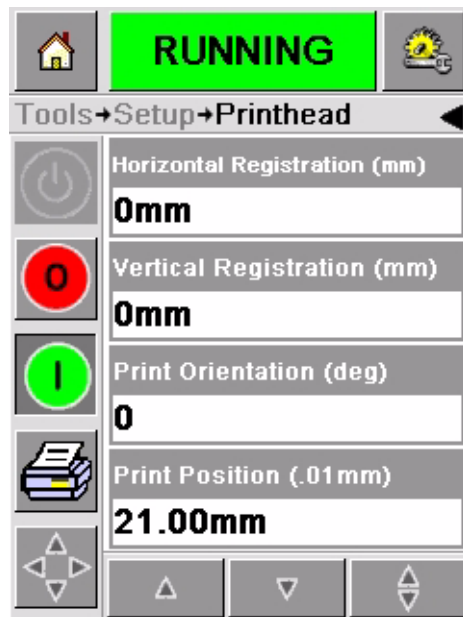 RUNNING
Tools→Setup→Printhead
Horizontal Registration (mm)
0mm
Vertical Registration (mm)
0mm
Print Orientation (deg)
0
Print Position (.01mm)
21.00mm
0
I